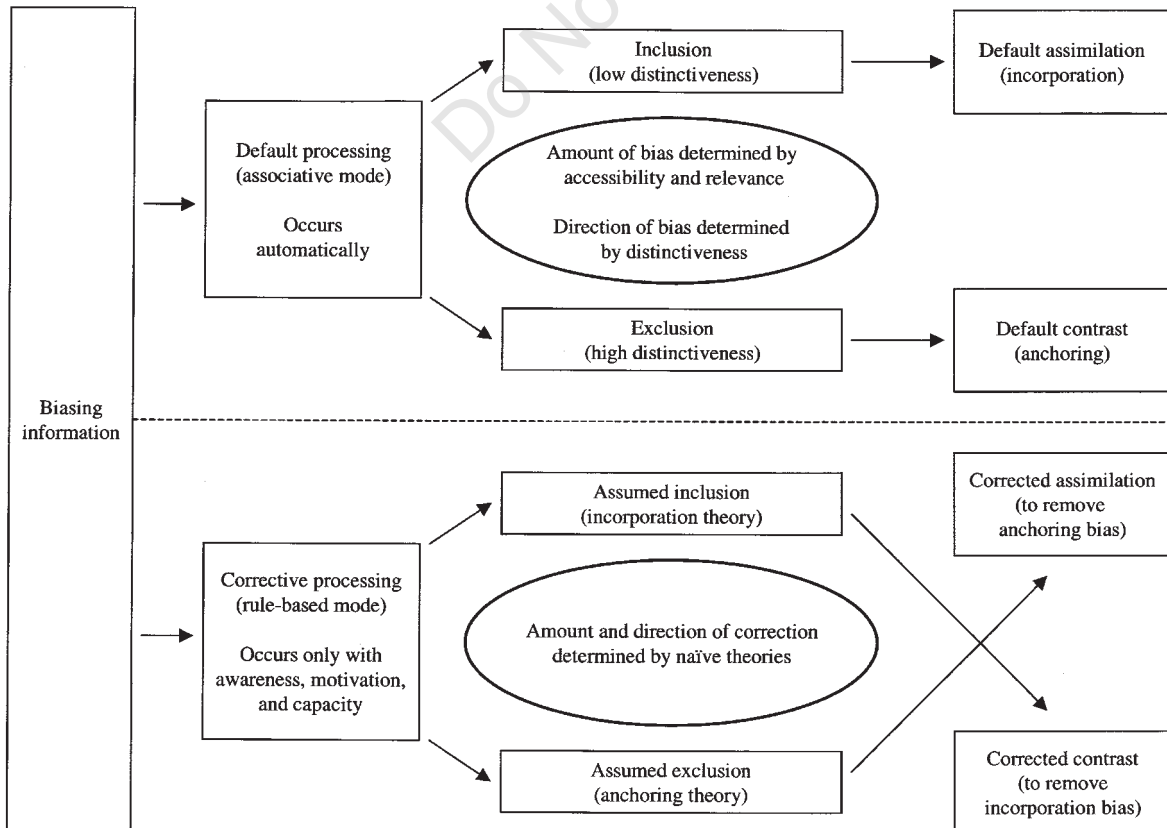 Do No
Biasing
information
Default processing
(associative mode)
Occurs
automatically
Inclusion
(low distinctiveness)
Amount of bias determined by
accessibility and relevance
Direction of bias determined
by distinctiveness
Exclusion
(high distinctiveness)
Default assimilation
(incorporation)
Default contrast
(anchoring)
Corrective processing
(rule-based mode)
Occurs only with
awareness, motivation,
and capacity
Assumed inclusion
(incorporation theory)
Amount and direction of correction
determined by naïve theories
Assumed exclusion
(anchoring theory)
Corrected assimilation
(to remove
anchoring bias)
Corrected contrast
(to remove
incorporation bias)